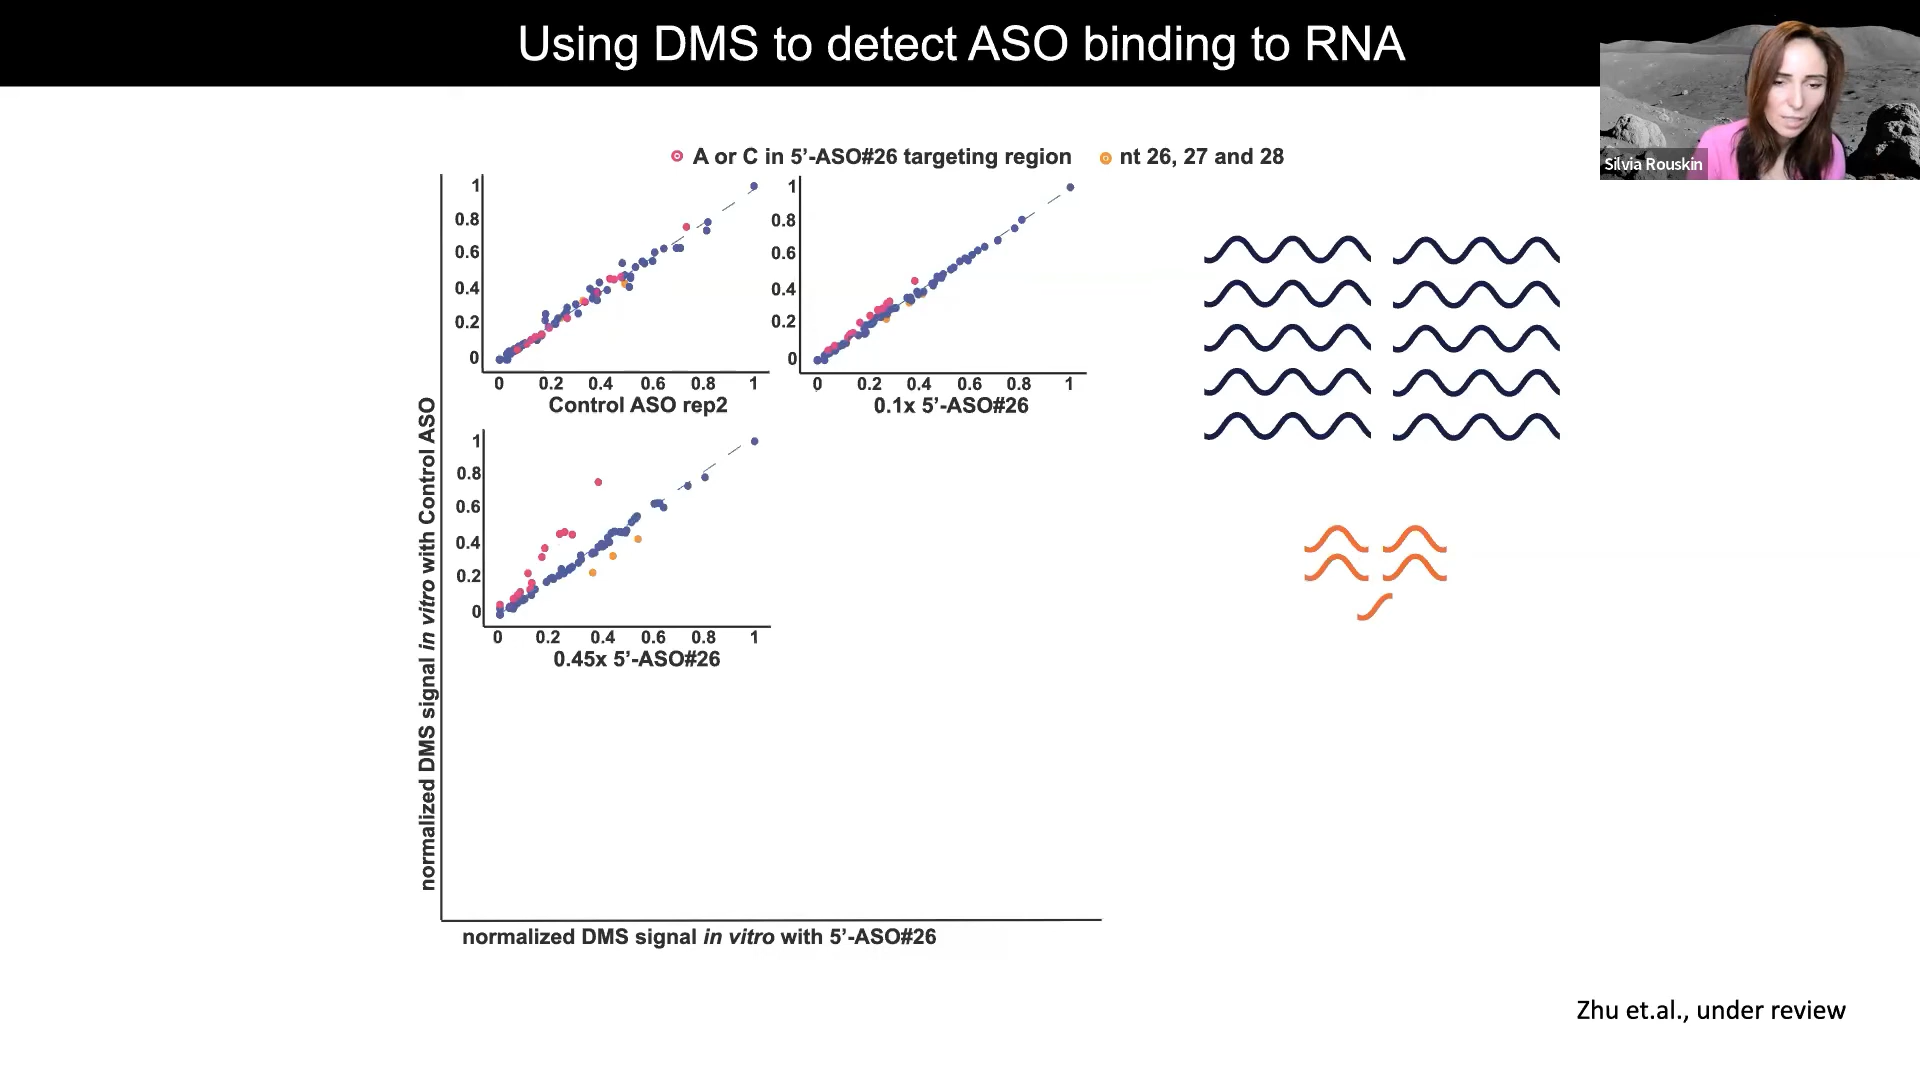 Using DMS to detect ASO binding to RNA
Silvia Rouskin
A or C in 5’-ASO#26 targeting region
nt 26, 27 and 28
normalized DMS signal in vitro with Control ASO
1
0.8
0.6
0.4
0.2
0
0 0.2 0.4 0.6 0.8 1
Control ASO rep2
1
0.8
0.6
0.4
0.2
0
0 0.2 0.4 0.6 0.8 1
0.1x 5’-ASO#26
1
0.8
0.6
0.4
0.2
0
0 0.2 0.4 0.6 0.8 1
0.45x 5’-ASO#26
normalized DMS signal in vitro with 5’-ASO#26
Zhu et.al., under review